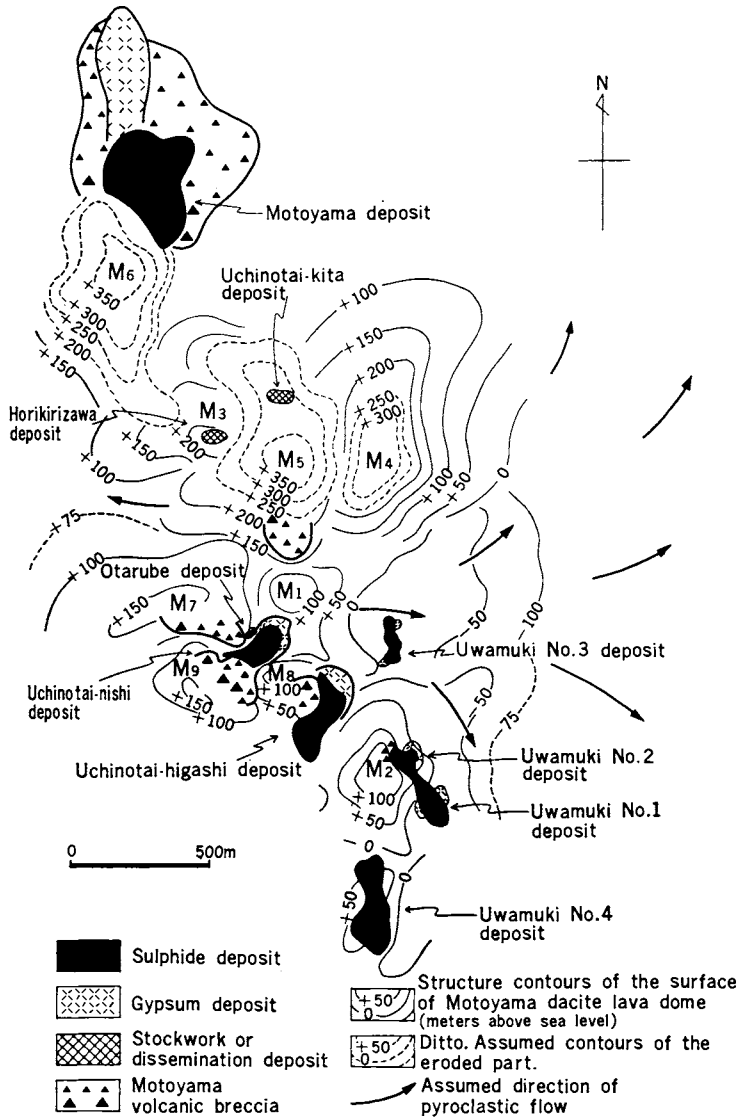 N
Motoyama deposit
M6
+350
+300
+250
+200
+150
Uchinotai-kita
deposit
+100
+150
+200
+250
+300
Horikirizawa
deposit
M3
+200
+150
+100
M5
+350
+300
+250
+200
+150
M4
+100
+50
0
+75
+100
Otarube deposit
+150
M7
M1
+100
+50
0
-50
-100
Uwamuki No.3 deposit
Uchinotai-nishi
deposit
M9
+150
+100
M8
+100
+50
-50
-75
Uchinotai-higashi deposit
M2
+100
+50
0
Uwamuki No.2
deposit
Uwamuki No.1
deposit
0 500m
+50
0
Uwamuki No.4
deposit
Sulphide deposit
Gypsum deposit
Stockwork or
dissemination deposit
Motoyama
volcanic breccia
+50
0
Structure contours of the surface
of Motoyama dacite lava dome
(meters above sea level)
+50
0
Ditto. Assumed contours of the
eroded part.
Assumed direction of
pyroclastic flow